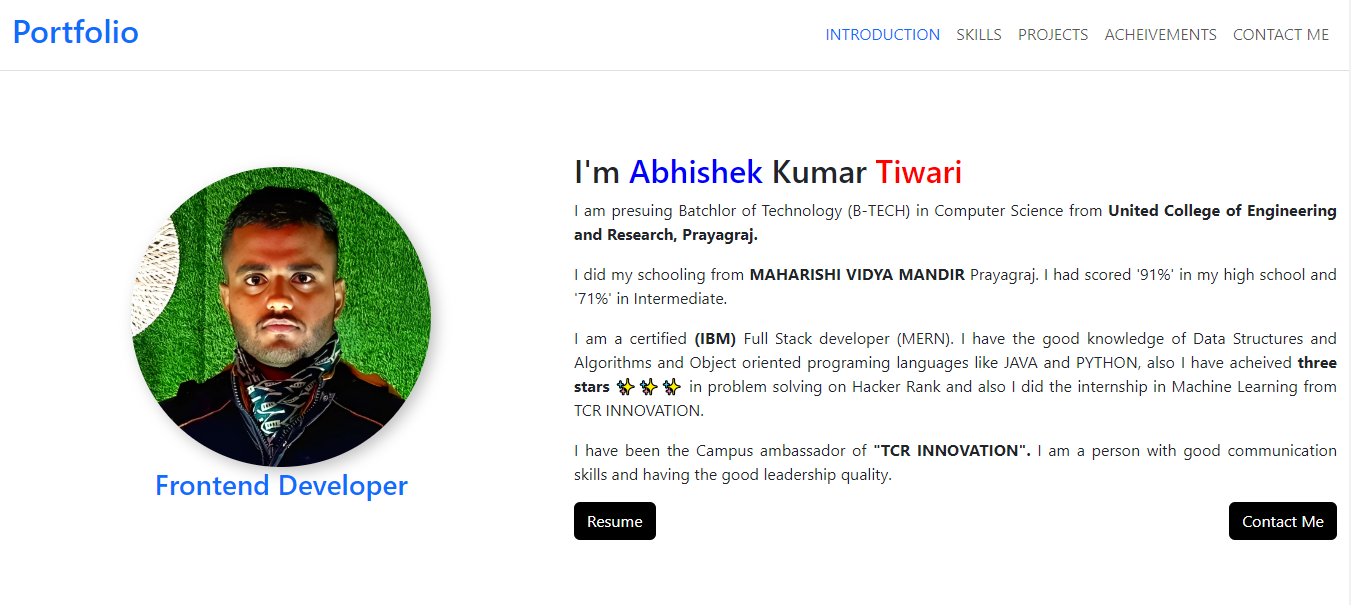 Portfolio
INTRODUCTION SKILLS PROJECTS ACHEIVEMENTS CONTACT ME
I'm Abhishek Kumar Tiwari
I am presuing Batchlor of Technology (B-TECH) in Computer Science from United College of Engineering
and Research, Prayagraj.
I did my schooling from MAHARISHI VIDYA MANDIR Prayagraj. I had scored '91%' in my high school and
'71%' in Intermediate.
I am a certified (IBM) Full Stack developer (MERN). I have the good knowledge of Data Structures and
Algorithms and Object oriented programing languages like JAVA and PYTHON, also I have acheived three
stars ✨✨✨ in problem solving on Hacker Rank and also I did the internship in Machine Learning from
TCR INNOVATION.
I have been the Campus ambassador of "TCR INNOVATION". I am a person with good communication
skills and having the good leadership quality.
Frontend Developer
Resume
Contact Me